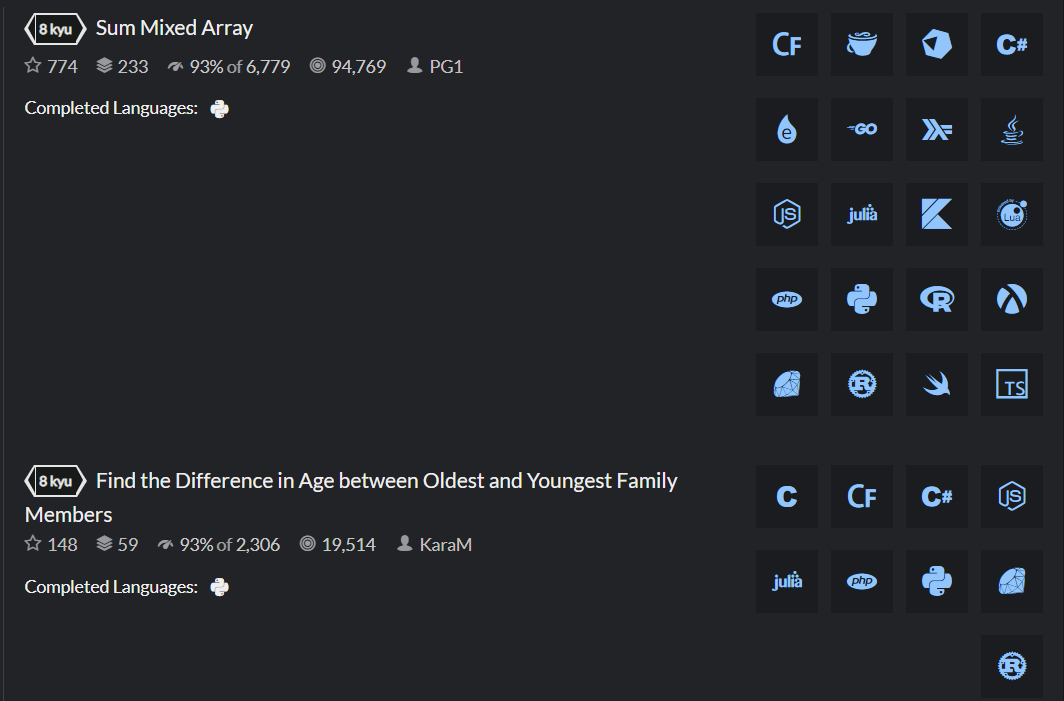 8 kyu Sum Mixed Array
774 233 93% of 6,779 94,769 PG1
Completed Languages:
CF C#
e GO
JS julia Lua
php R
R TS
8 kyu Find the Difference in Age between Oldest and Youngest Family
Members
148 59 93% of 2,306 19,514 KaraM
Completed Languages:
C CF C# JS
julia php
R